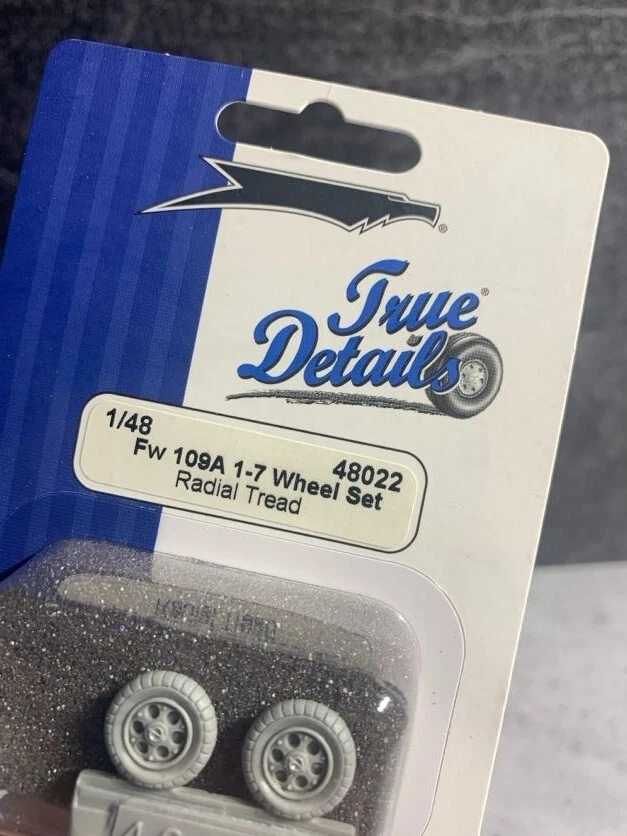 True®
Details
1/48 48022
Fw 109A 1-7 Wheel Set
Radial Tread